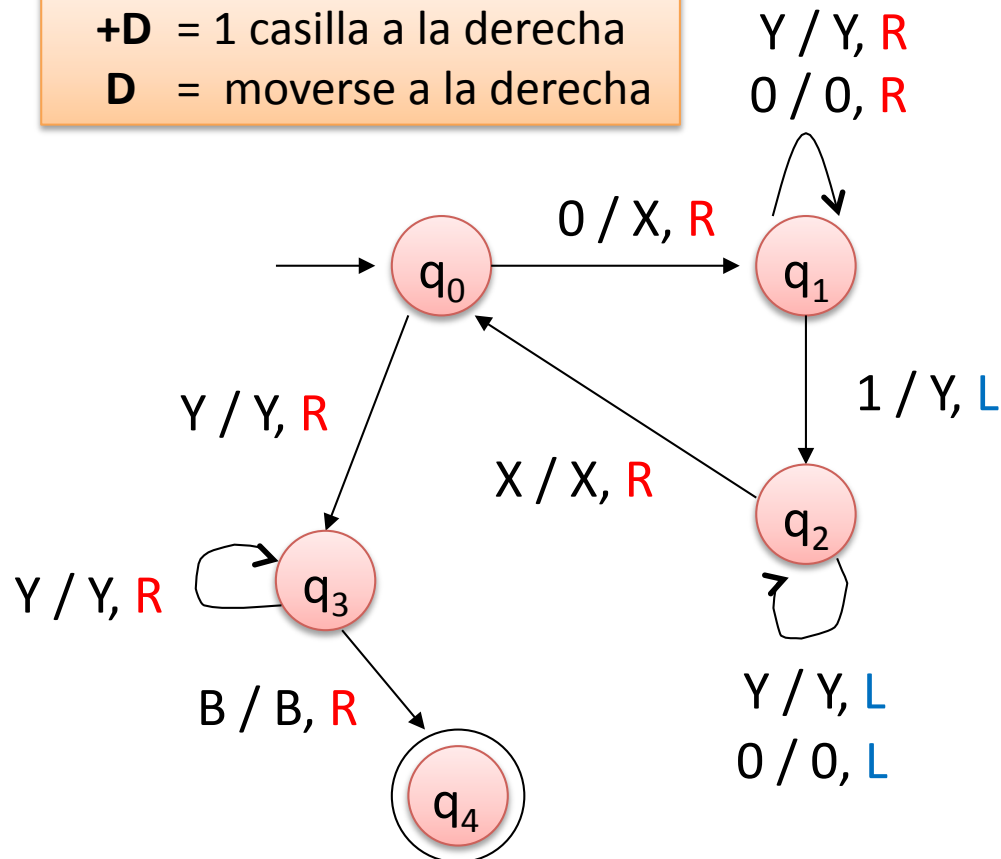 +D = 1 casilla a la derecha
D = moverse a la derecha
Y / Y, R
0 / 0, R
0 / X, R
q0
q1
1 / Y, L
Y / Y, R
X / X, R
q2
q3
Y / Y, R
Y / Y, L
0 / 0, L
B / B, R
q4